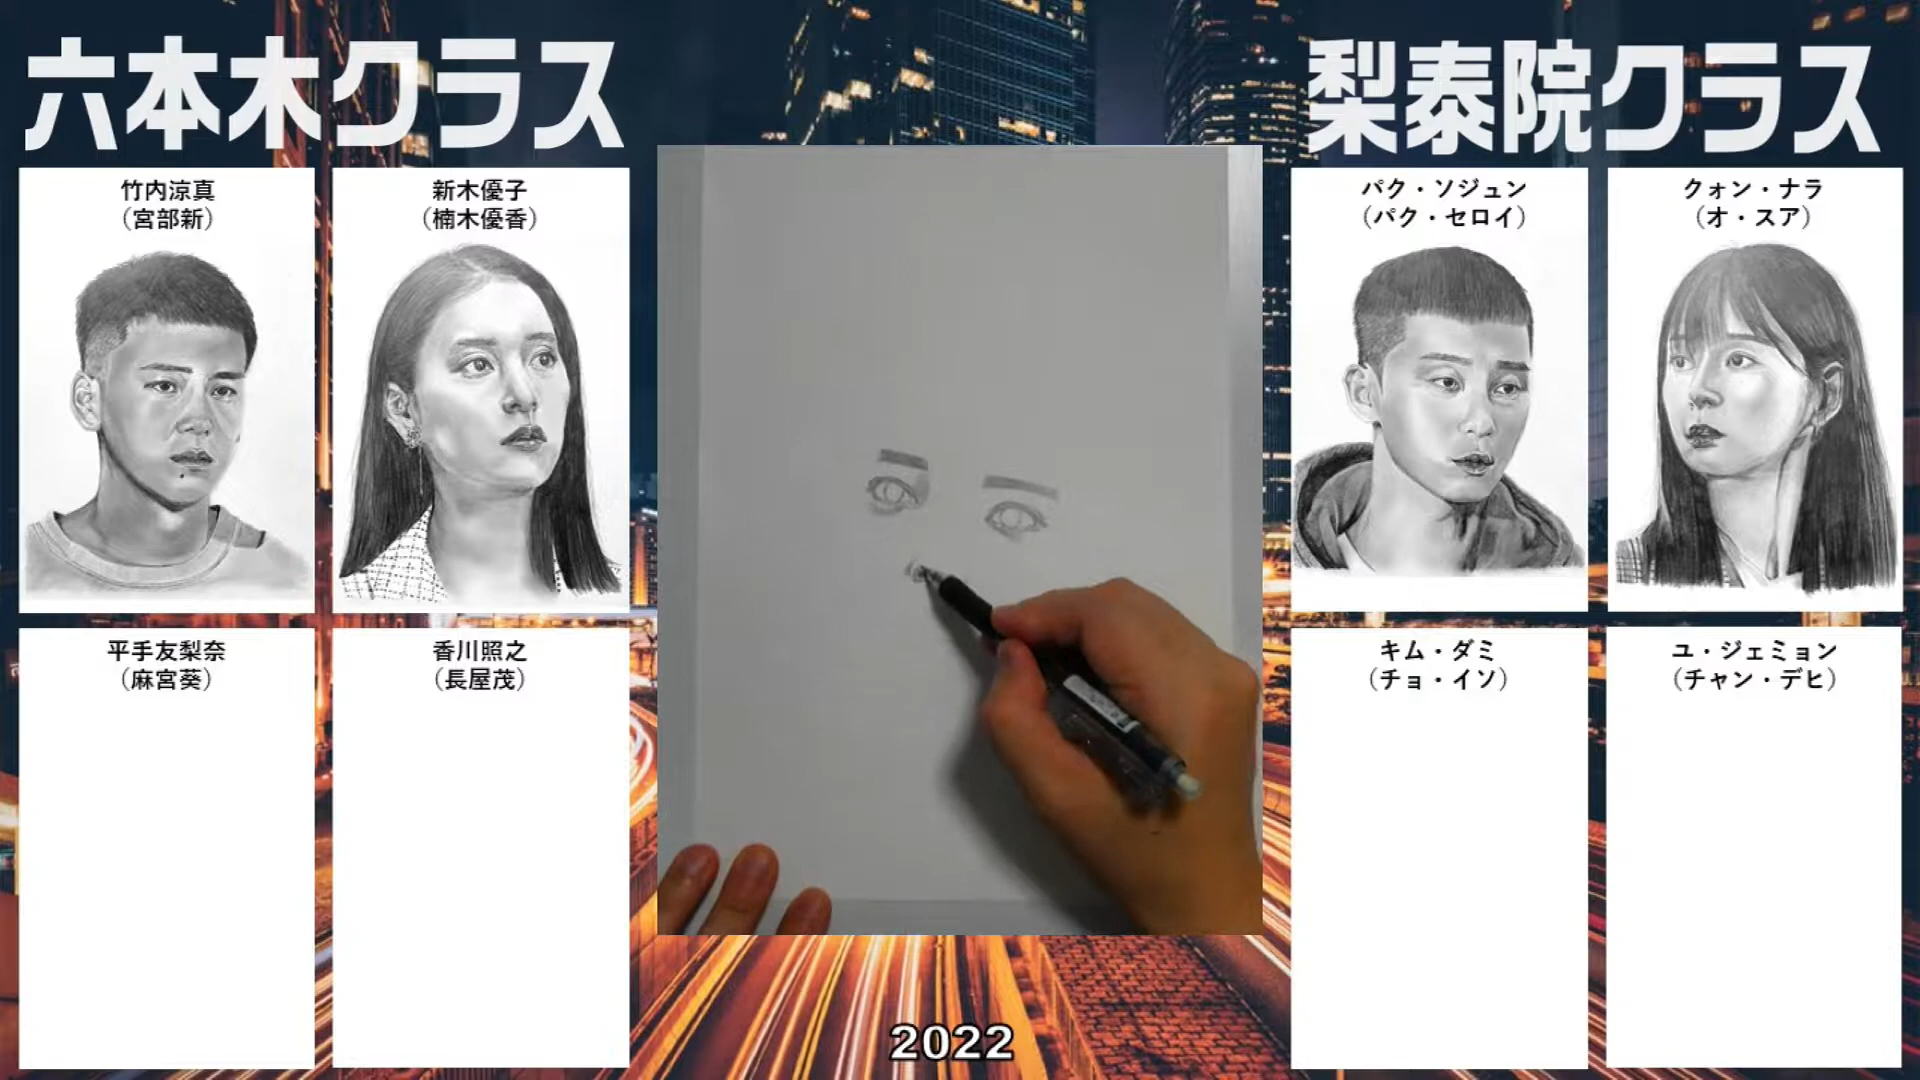 六本木クラス
梨泰院クラス
竹内涼真
（宮部新）
新木優子
（楠木優香）
パク・ソジュン
（パク・セロイ）
クォン・ナラ
（オ・スア）
平手友梨奈
（麻宮葵）
香川照之
（長屋茂）
キム・ダミ
（チョ・イソ）
ユ・ジェミョン
（チャン・デヒ）
2022